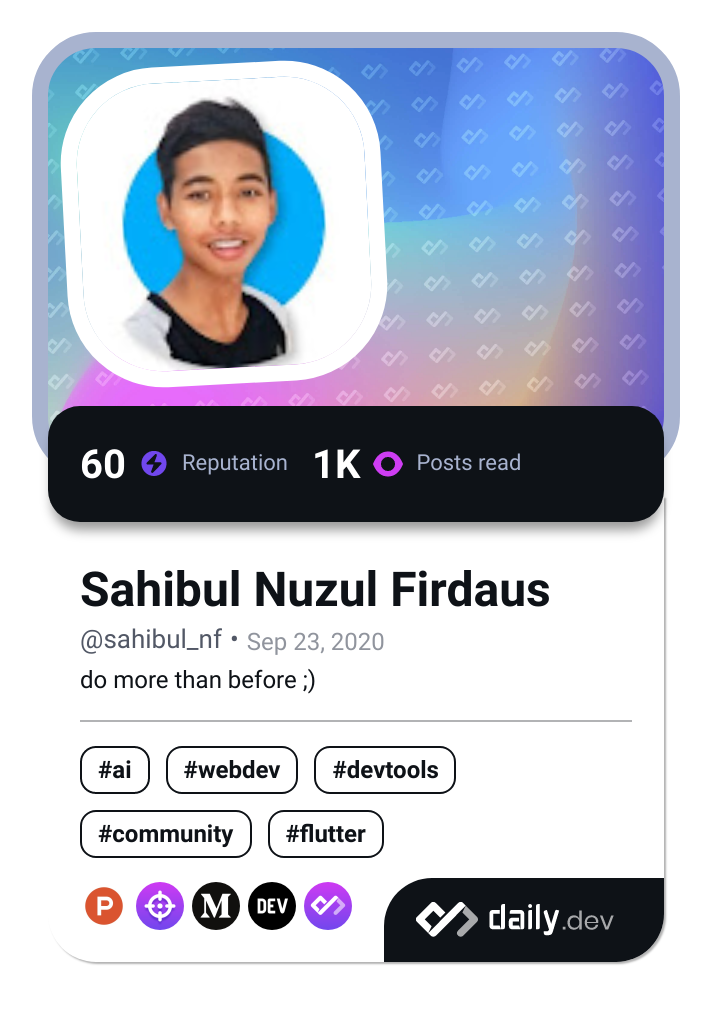 60 Reputation 1K Posts read
Sahibul Nuzul Firdaus
@sahibul_nf • Sep 23, 2020
do more than before ;)
#ai #webdev #devtools
#community #flutter
P M DEV daily.dev